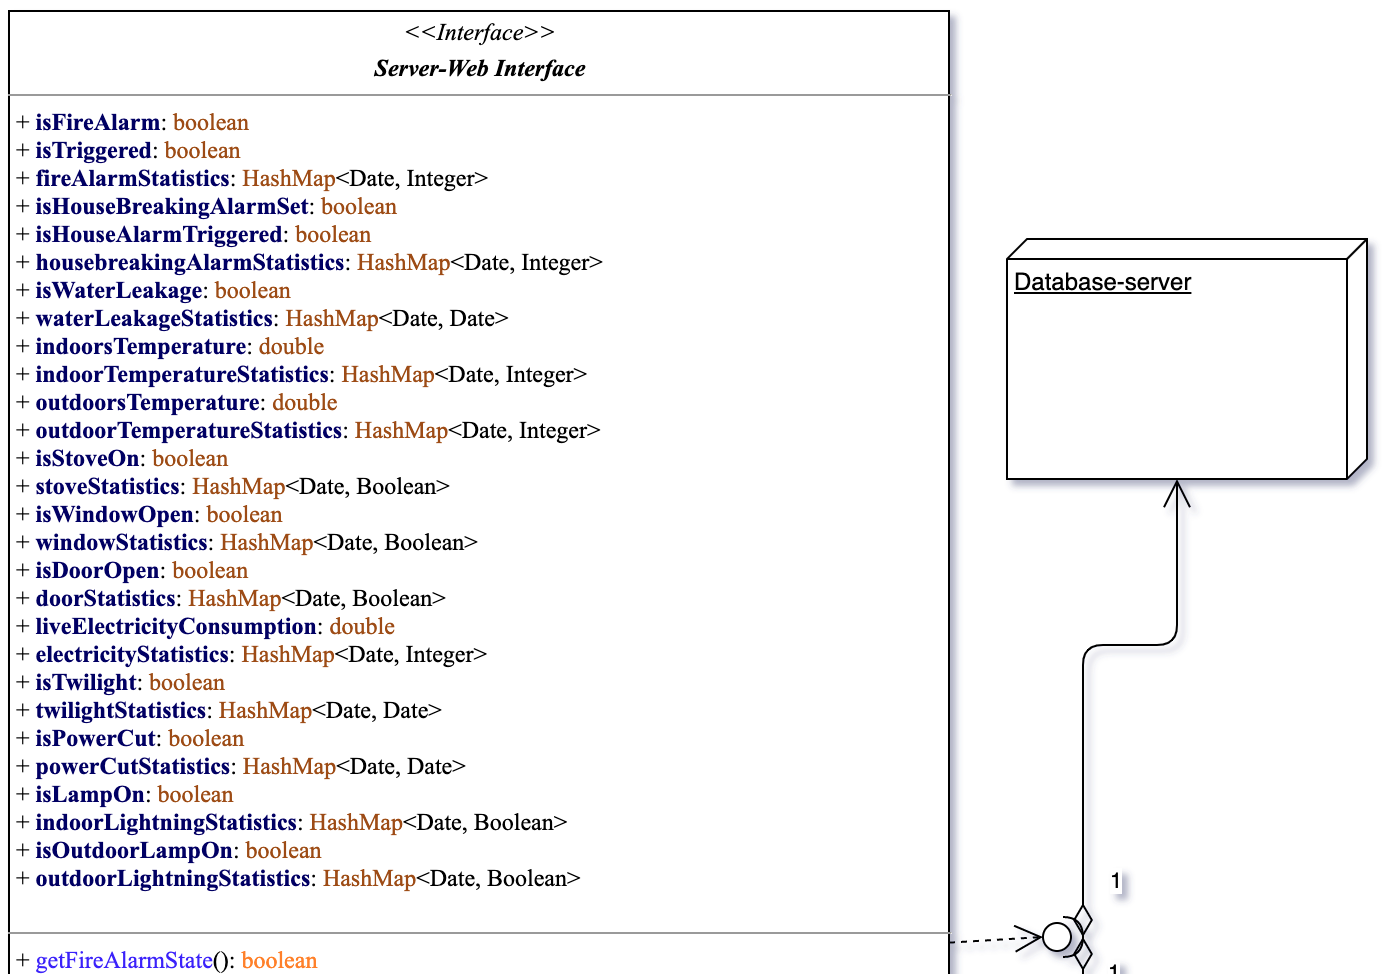 <<Interface>>
Server-Web Interface
+ isFireAlarm: boolean
+ isTriggered: boolean
+ fireAlarmStatistics: HashMap<Date, Integer>
+ isHouseBreakingAlarmSet: boolean
+ isHouseAlarmTriggered: boolean
+ housebreakingAlarmStatistics: HashMap<Date, Integer>
+ isWaterLeakage: boolean
+ waterLeakageStatistics: HashMap<Date, Date>
+ indoorsTemperature: double
+ indoorTemperatureStatistics: HashMap<Date, Integer>
+ outdoorsTemperature: double
+ outdoorTemperatureStatistics: HashMap<Date, Integer>
+ isStoveOn: boolean
+ stoveStatistics: HashMap<Date, Boolean>
+ isWindowOpen: boolean
+ windowStatistics: HashMap<Date, Boolean>
+ isDoorOpen: boolean
+ doorStatistics: HashMap<Date, Boolean>
+ liveElectricityConsumption: double
+ electricityStatistics: HashMap<Date, Integer>
+ isTwilight: boolean
+ twilightStatistics: HashMap<Date, Date>
+ isPowerCut: boolean
+ powerCutStatistics: HashMap<Date, Date>
+ isLampOn: boolean
+ indoorLightningStatistics: HashMap<Date, Boolean>
+ isOutdoorLampOn: boolean
+ outdoorLightningStatistics: HashMap<Date, Boolean>
+ getFireAlarmState(): boolean
Database-server
1
1